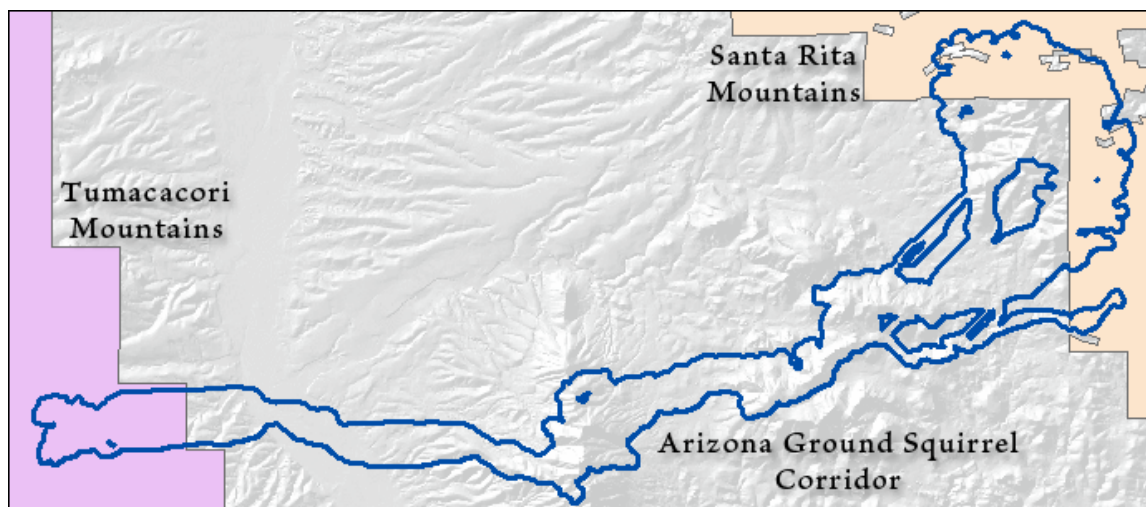 Santa Rita
Mountains
Tumacacori
Mountains
Arizona Ground Squirrel
Corridor